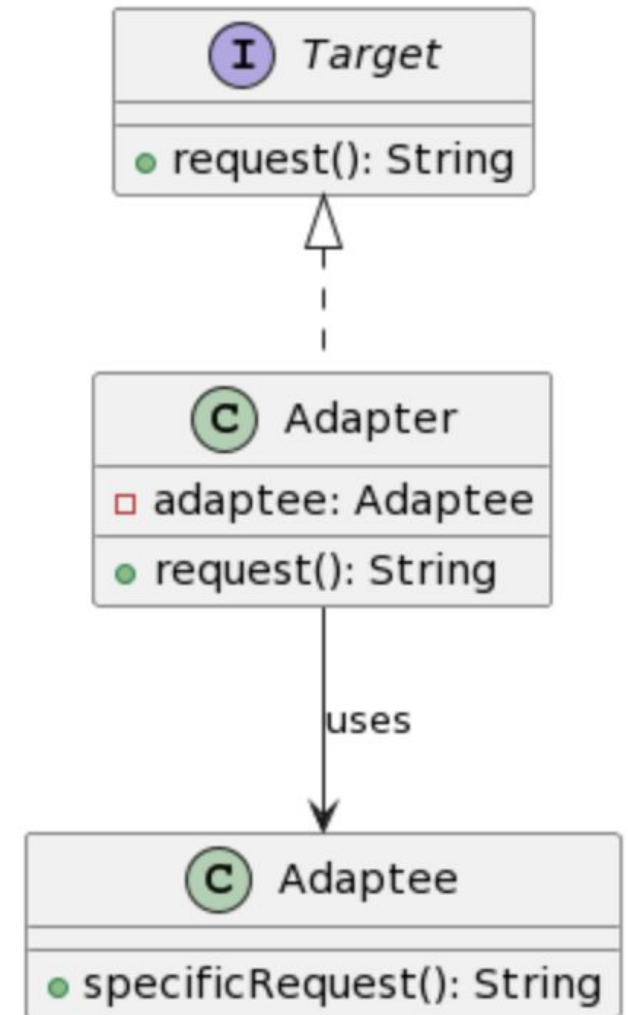 I Target
request(): String
C Adapter
adaptee: Adaptee
request(): String
uses
C Adaptee
specificRequest(): String